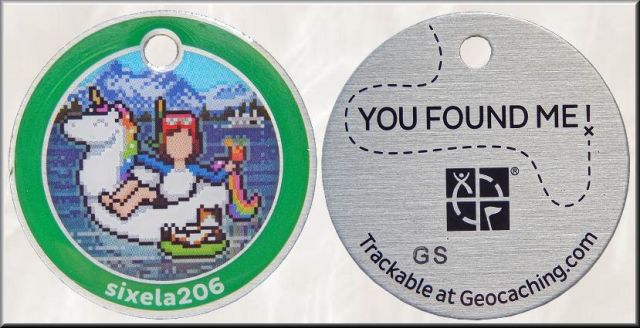 sixela206
YOU FOUND ME!
®
GS
Trackable at Geocaching.com